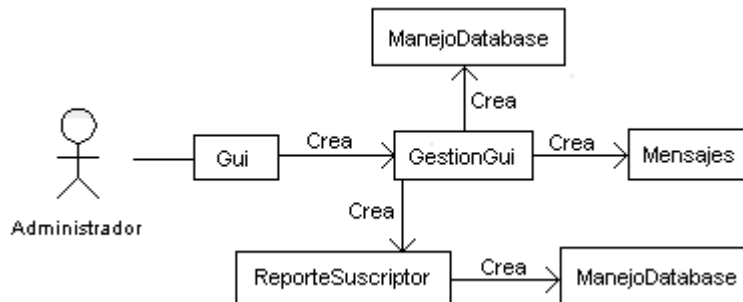 ManejoDatabase
Crea
Gui
Crea
GestionGui
Crea
Mensajes
Administrador
Crea
ReporteSuscriptor
Crea
ManejoDatabase